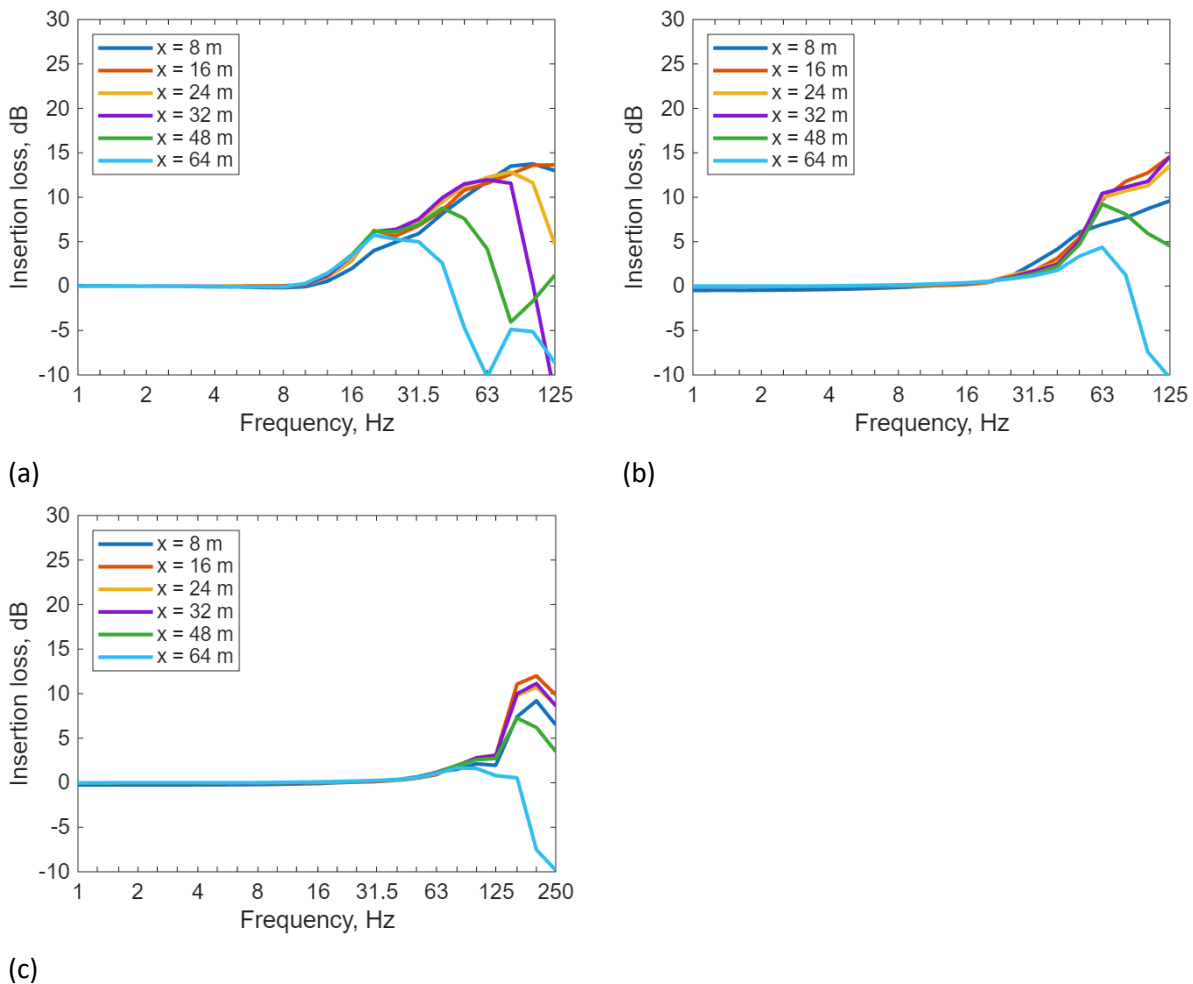 30
25
20
15
10
5
0
-5
-10
Insertion loss, dB
x = 8 m
x = 16 m
x = 24 m
x = 32 m
x = 48 m
x = 64 m
1 2 4 8 16 31.5 63 125
Frequency, Hz
(a)
30
25
20
15
10
5
0
-5
-10
Insertion loss, dB
x = 8 m
x = 16 m
x = 24 m
x = 32 m
x = 48 m
x = 64 m
1 2 4 8 16 31.5 63 125
Frequency, Hz
(b)
30
25
20
15
10
5
0
-5
-10
Insertion loss, dB
x = 8 m
x = 16 m
x = 24 m
x = 32 m
x = 48 m
x = 64 m
1 2 4 8 16 31.5 63 125 250
Frequency, Hz
(c)